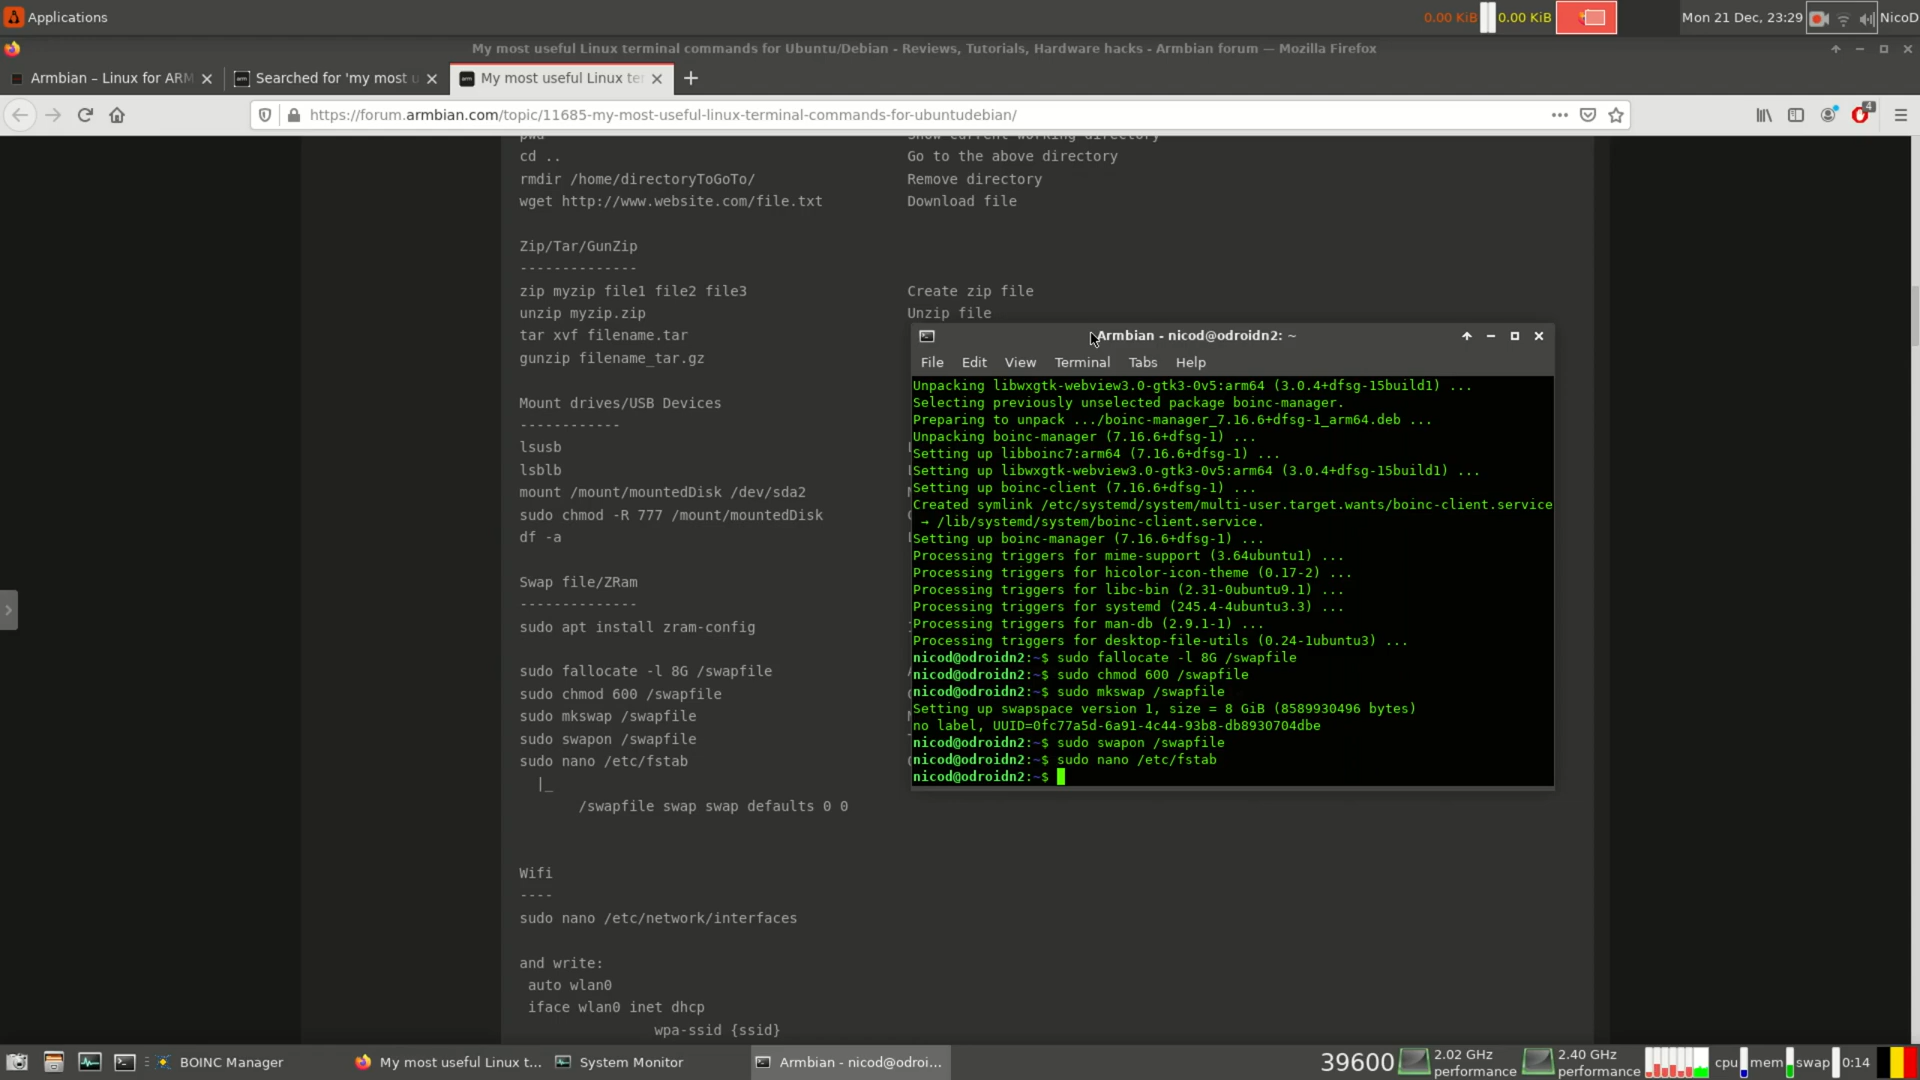 Applications
0.00 KiB
0.00 KiB
Mon 21 Dec, 23:29
NicoD
My most useful Linux terminal commands for Ubuntu/Debian - Reviews, Tutorials, Hardware hacks - Armbian forum — Mozilla Firefox
Armbian – Linux for ARM
Searched for 'my most u
My most useful Linux te
https://forum.armbian.com/topic/11685-my-most-useful-linux-terminal-commands-for-ubuntudebian/
4
pwd Show current working directory
cd .. Go to the above directory
rmdir /home/directoryToGoTo/ Remove directory
wget http://www.website.com/file.txt Download file
Zip/Tar/GunZip
--------------
zip myzip file1 file2 file3 Create zip file
unzip myzip.zip Unzip file
tar xvf filename.tar
gunzip filename_tar.gz
Mount drives/USB Devices
------------
lsusb
lsblb
mount /mount/mountedDisk /dev/sda2
sudo chmod -R 777 /mount/mountedDisk
df -a
Swap file/ZRam
--------------
sudo apt install zram-config
sudo fallocate -l 8G /swapfile
sudo chmod 600 /swapfile
sudo mkswap /swapfile
sudo swapon /swapfile
sudo nano /etc/fstab
|_
/swapfile swap swap defaults 0 0
Wifi
----
sudo nano /etc/network/interfaces
and write:
auto wlan0
iface wlan0 inet dhcp
wpa-ssid {ssid}
Armbian - nicod@odroidn2: ~
File Edit View Terminal Tabs Help
Unpacking libwxgtk-webview3.0-gtk3-0v5:arm64 (3.0.4+dfsg-15build1) ...
Selecting previously unselected package boinc-manager.
Preparing to unpack .../boinc-manager_7.16.6+dfsg-1_arm64.deb ...
Unpacking boinc-manager (7.16.6+dfsg-1) ...
Setting up libboinc7:arm64 (7.16.6+dfsg-1) ...
Setting up libwxgtk-webview3.0-gtk3-0v5:arm64 (3.0.4+dfsg-15build1) ...
Setting up boinc-client (7.16.6+dfsg-1) ...
Created symlink /etc/systemd/system/multi-user.target.wants/boinc-client.service
→ /lib/systemd/system/boinc-client.service.
Setting up boinc-manager (7.16.6+dfsg-1) ...
Processing triggers for mime-support (3.64ubuntu1) ...
Processing triggers for hicolor-icon-theme (0.17-2) ...
Processing triggers for libc-bin (2.31-0ubuntu9.1) ...
Processing triggers for systemd (245.4-4ubuntu3.3) ...
Processing triggers for man-db (2.9.1-1) ...
Processing triggers for desktop-file-utils (0.24-1ubuntu3) ...
nicod@odroidn2:~$ sudo fallocate -l 8G /swapfile
nicod@odroidn2:~$ sudo chmod 600 /swapfile
nicod@odroidn2:~$ sudo mkswap /swapfile
Setting up swapspace version 1, size = 8 GiB (8589930496 bytes)
no label, UUID=0fc77a5d-6a91-4c44-93b8-db8930704dbe
nicod@odroidn2:~$ sudo swapon /swapfile
nicod@odroidn2:~$ sudo nano /etc/fstab
nicod@odroidn2:~$
BOINC Manager
My most useful Linux t...
System Monitor
Armbian - nicod@odroi...
39600
2.02 GHz
performance
2.40 GHz
performance
cpu
mem
swap
0:14